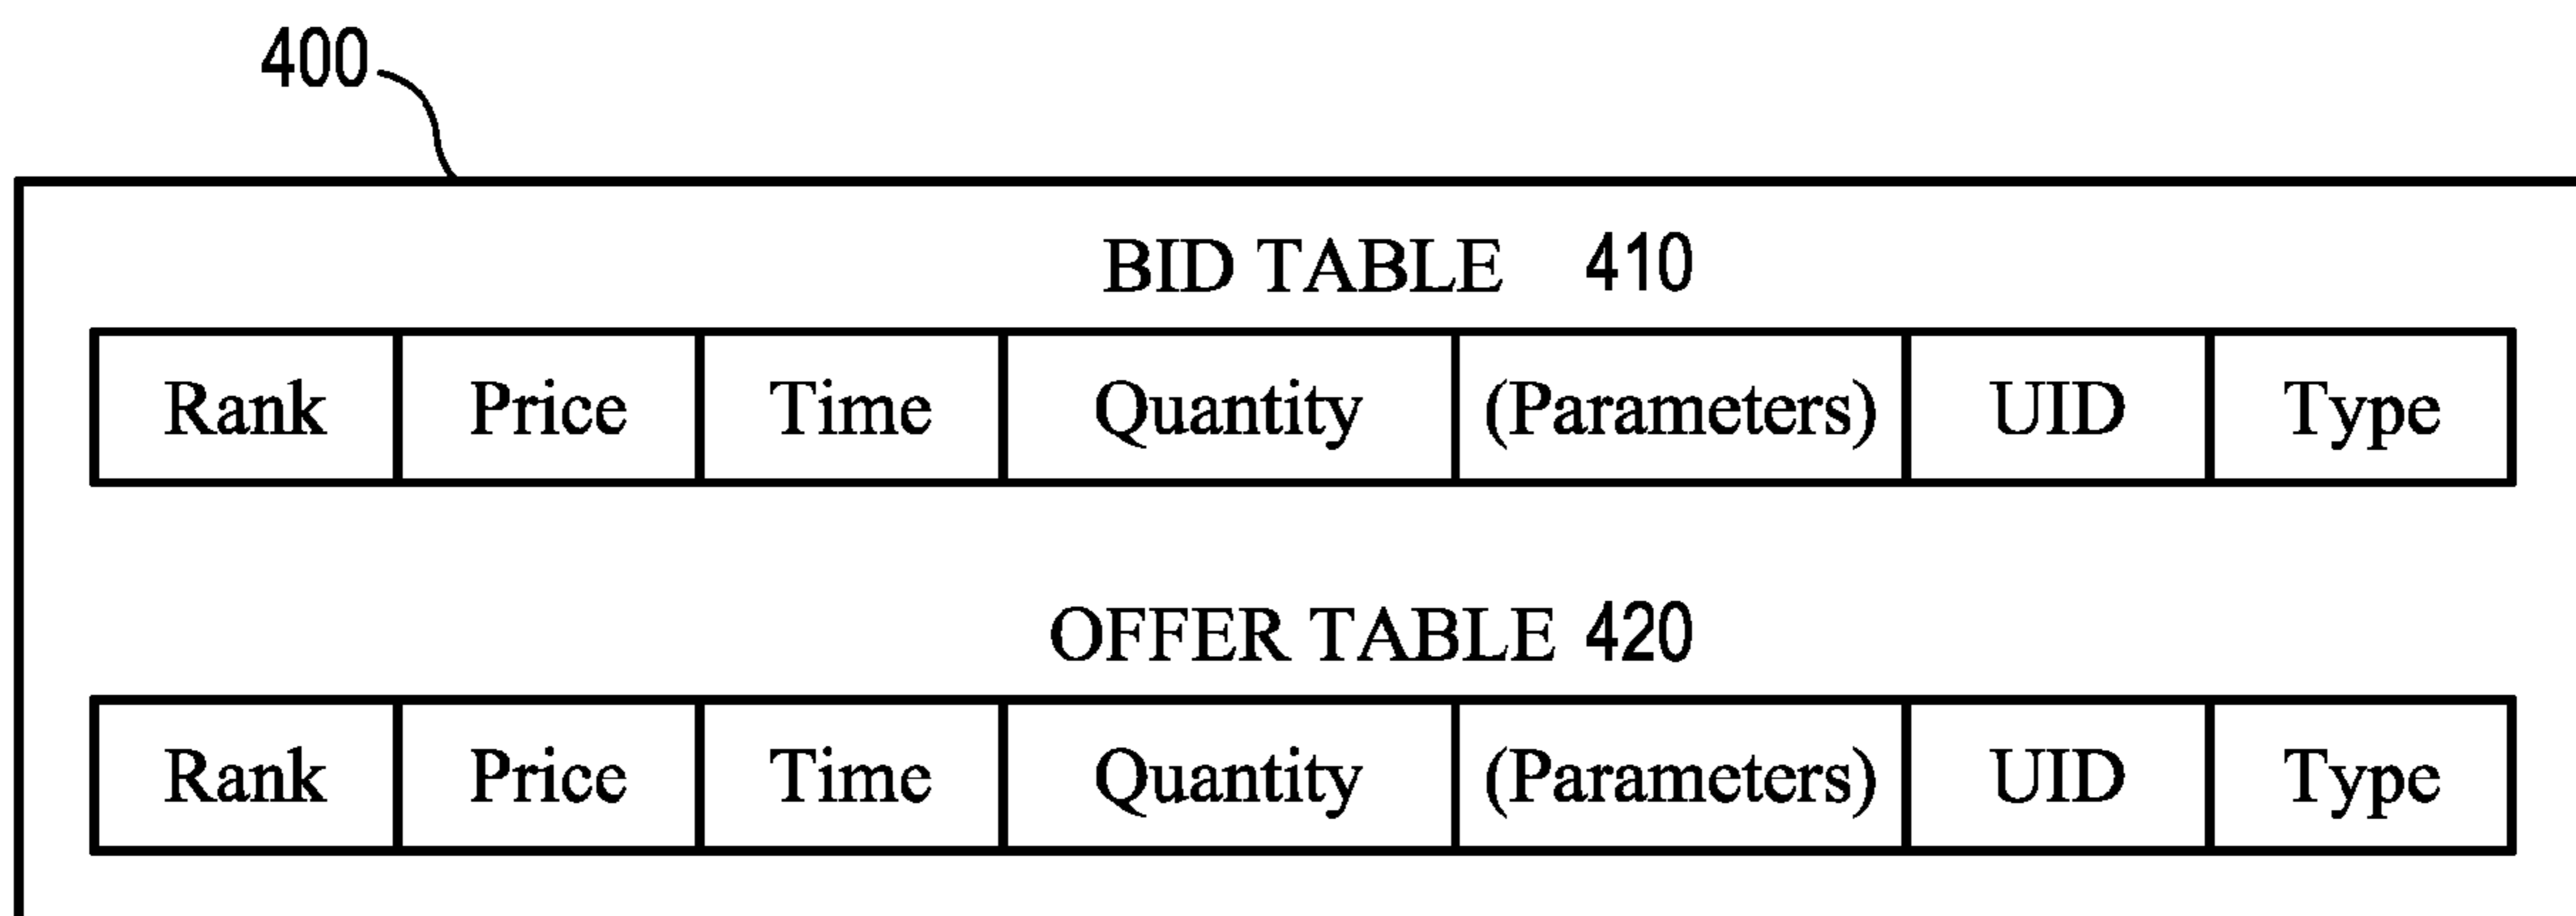 400
BID TABLE 410
Rank Price Time Quantity (Parameters) UID Type
OFFER TABLE 420
Rank Price Time Quantity (Parameters) UID Type